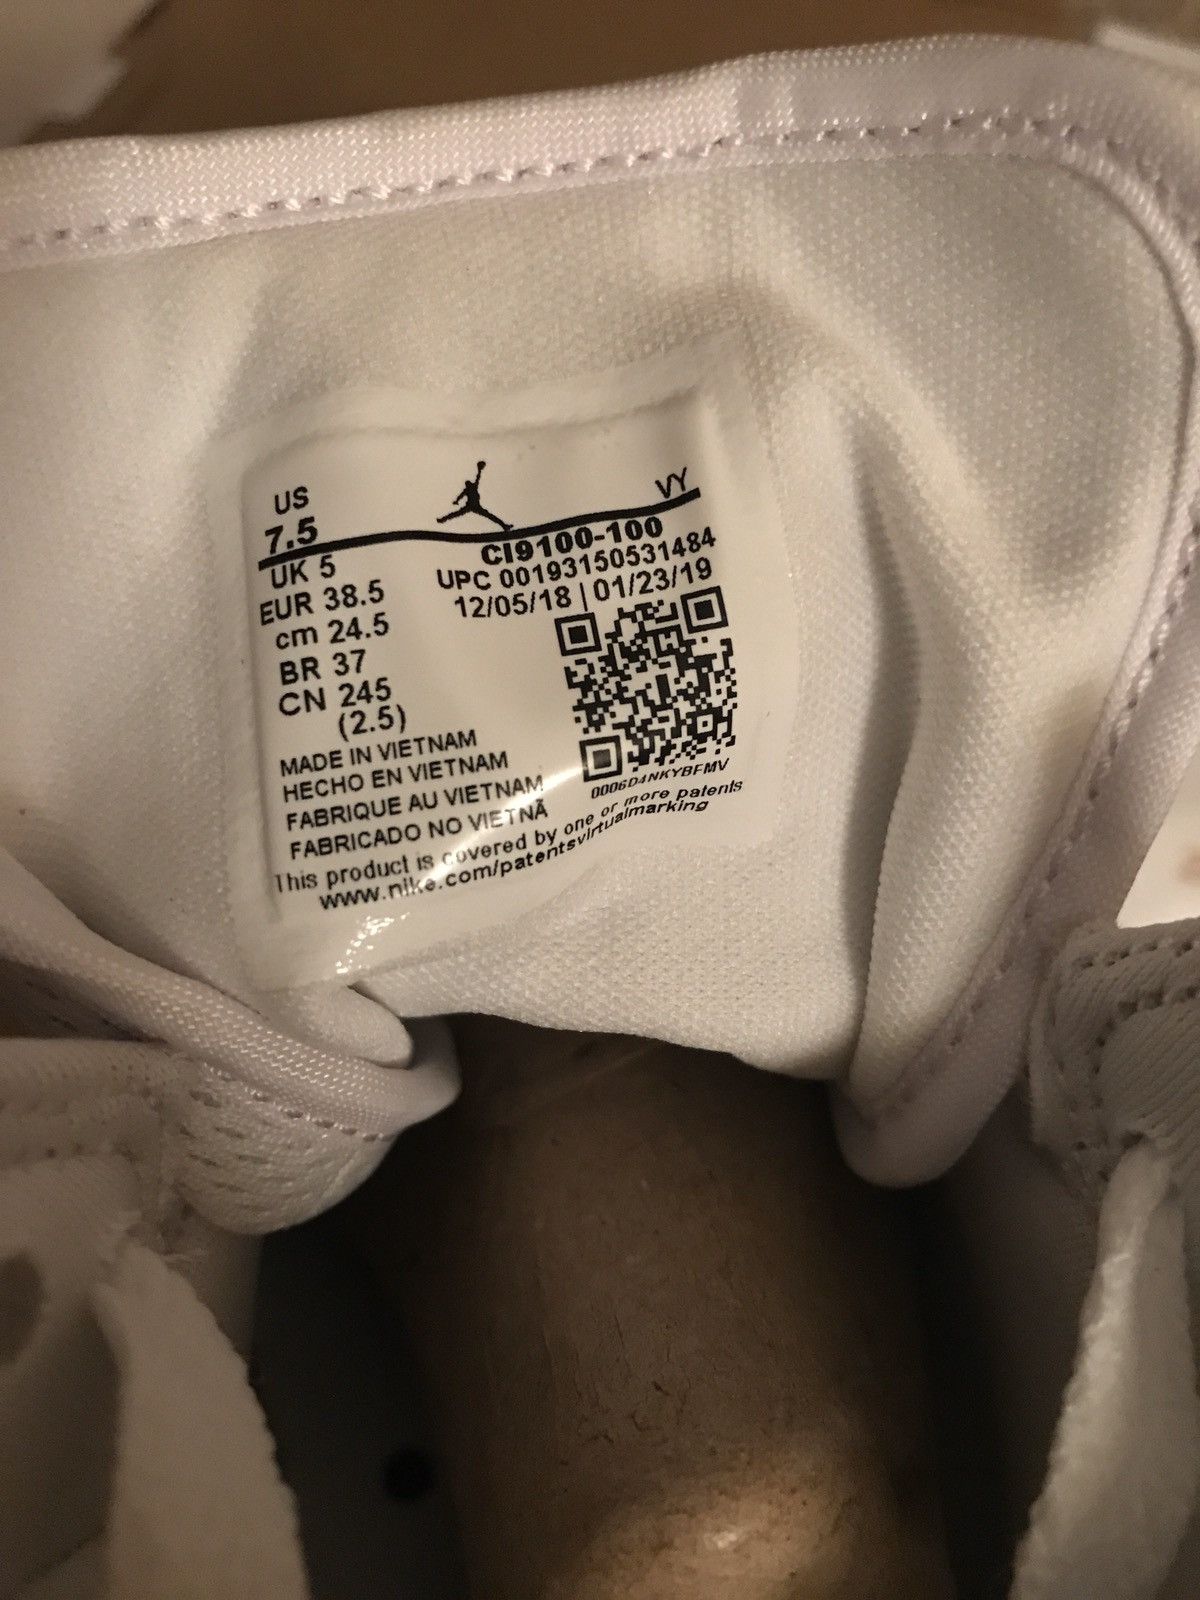 US
7.5
UK 5
EUR 38.5
cm 24.5
BR 37
CN 245
(2.5)
VY
CI9100-100
UPC 00193150531484
12/05/18 | 01/23/19
0006D4NKYBFMV
MADE IN VIETNAM
HECHO EN VIETNAM
FABRIQUE AU VIETNAM
FABRICADO NO VIETNÃ
This product is covered by one or more patents
www.nike.com/patentsvirtualmarking